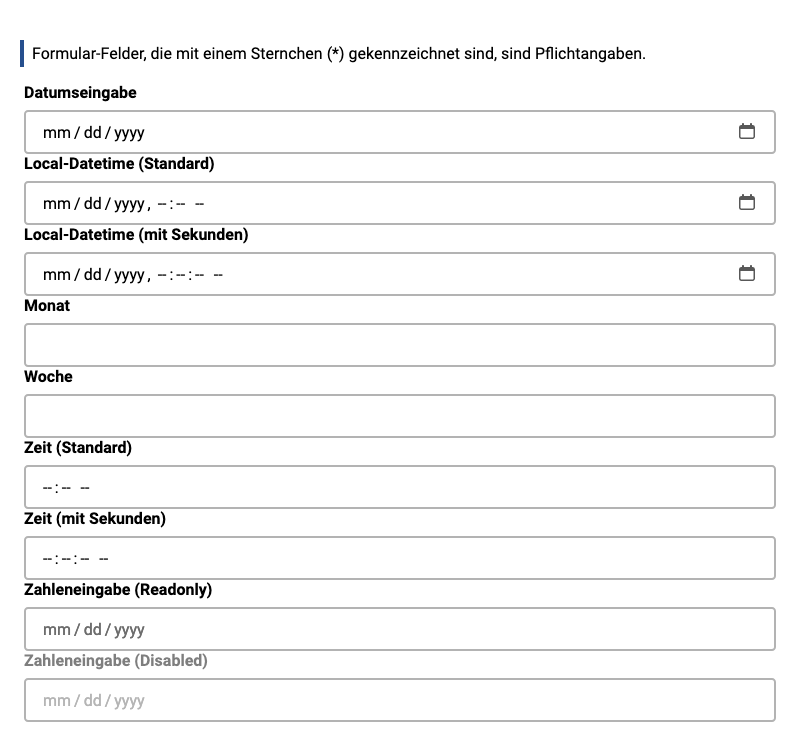 Formular-Felder, die mit einem Sternchen (*) gekennzeichnet sind, sind Pflichtangaben.
Datumseingabe
mm / dd / yyyy
Local-Datetime (Standard)
mm / dd / yyyy, --:-- --
Local-Datetime (mit Sekunden)
mm / dd / yyyy, --:--:-- --
Monat
Woche
Zeit (Standard)
--:-- --
Zeit (mit Sekunden)
--:--:-- --
Zahleneingabe (Readonly)
mm / dd / yyyy
Zahleneingabe (Disabled)
mm / dd / yyyy